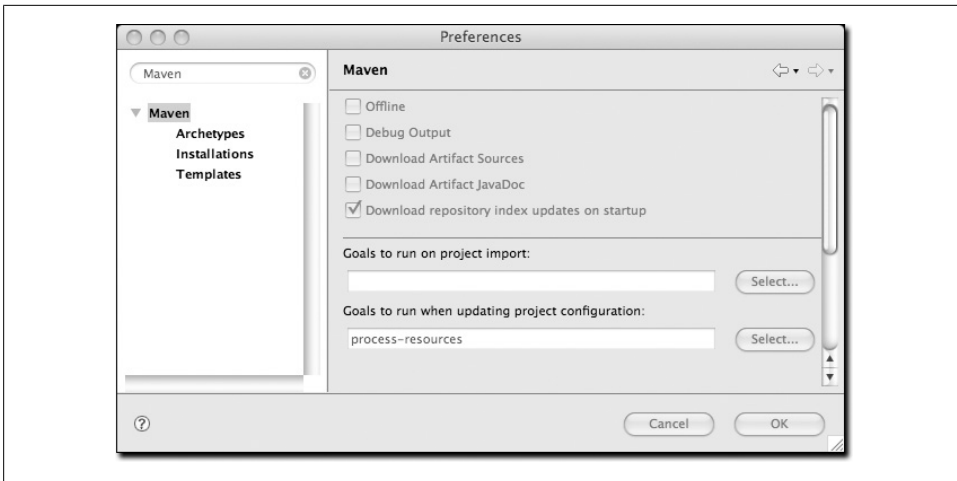 Preferences
Maven
Maven
Archetypes
Installations
Templates
Maven
Offline
Debug Output
Download Artifact Sources
Download Artifact JavaDoc
Download repository index updates on startup
Goals to run on project import:
Select...
Goals to run when updating project configuration:
process-resources
Select...
?
Cancel
OK